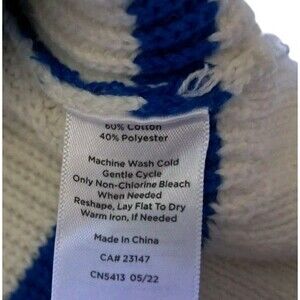 60% Cotton
40% Polyester
Machine Wash Cold
Gentle Cycle
Only Non-Chlorine Bleach
When Needed
Reshape, Lay Flat To Dry
Warm Iron, If Needed
Made in China
CA# 23147
CN5413 05/22